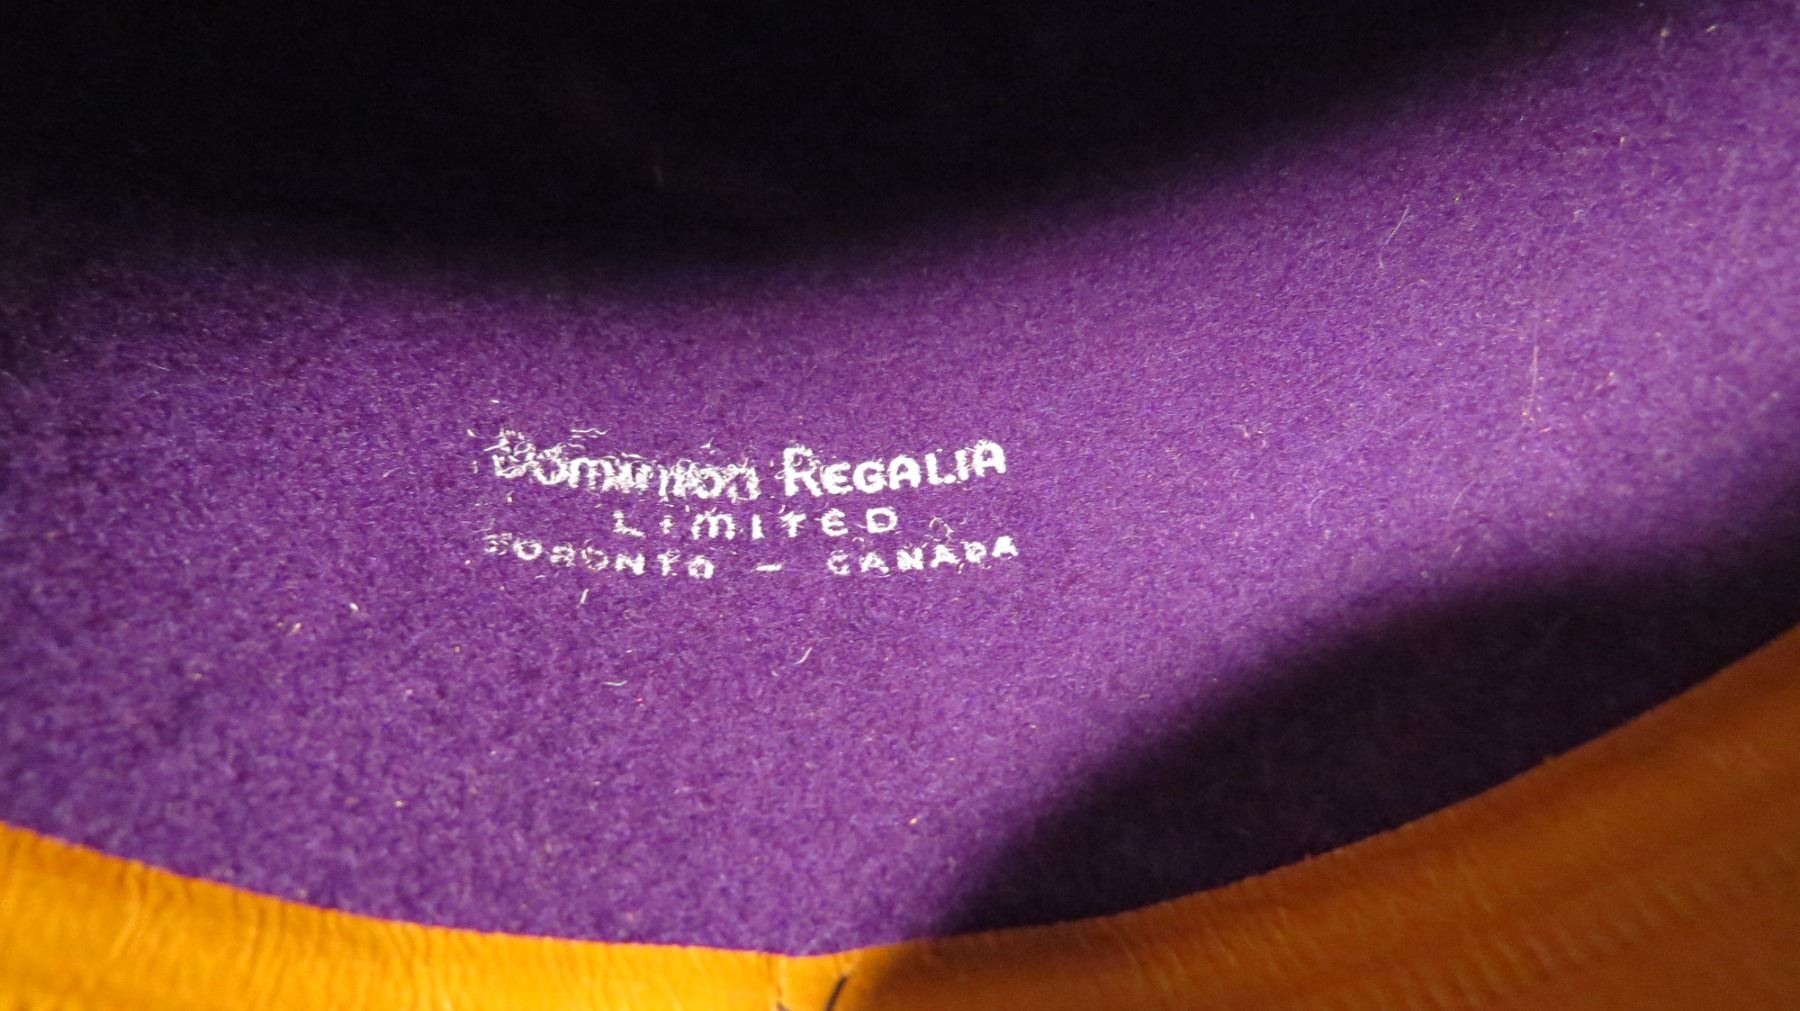 Dominion REGALIA
LIMITED
TORONTO - CANADA